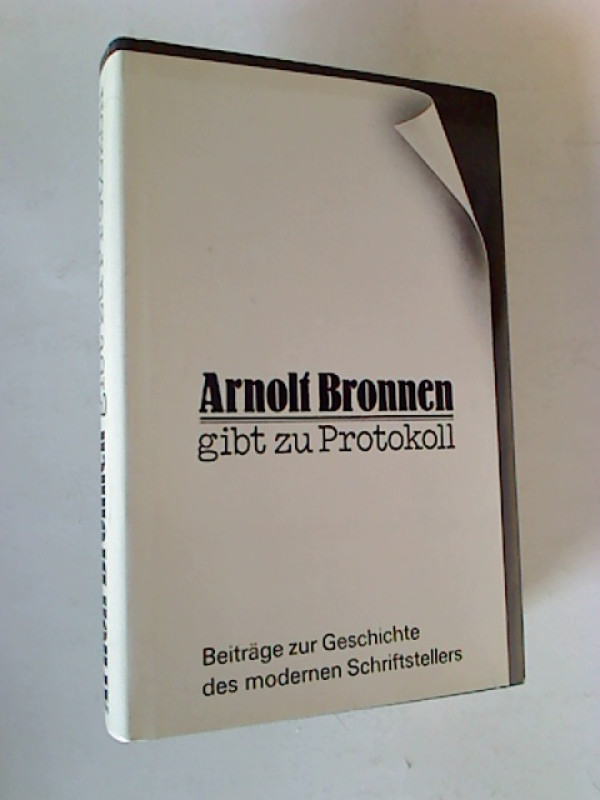 Arnolt Bronnen
gibt zu Protokoll
Beiträge zur Geschichte
des modernen Schriftstellers